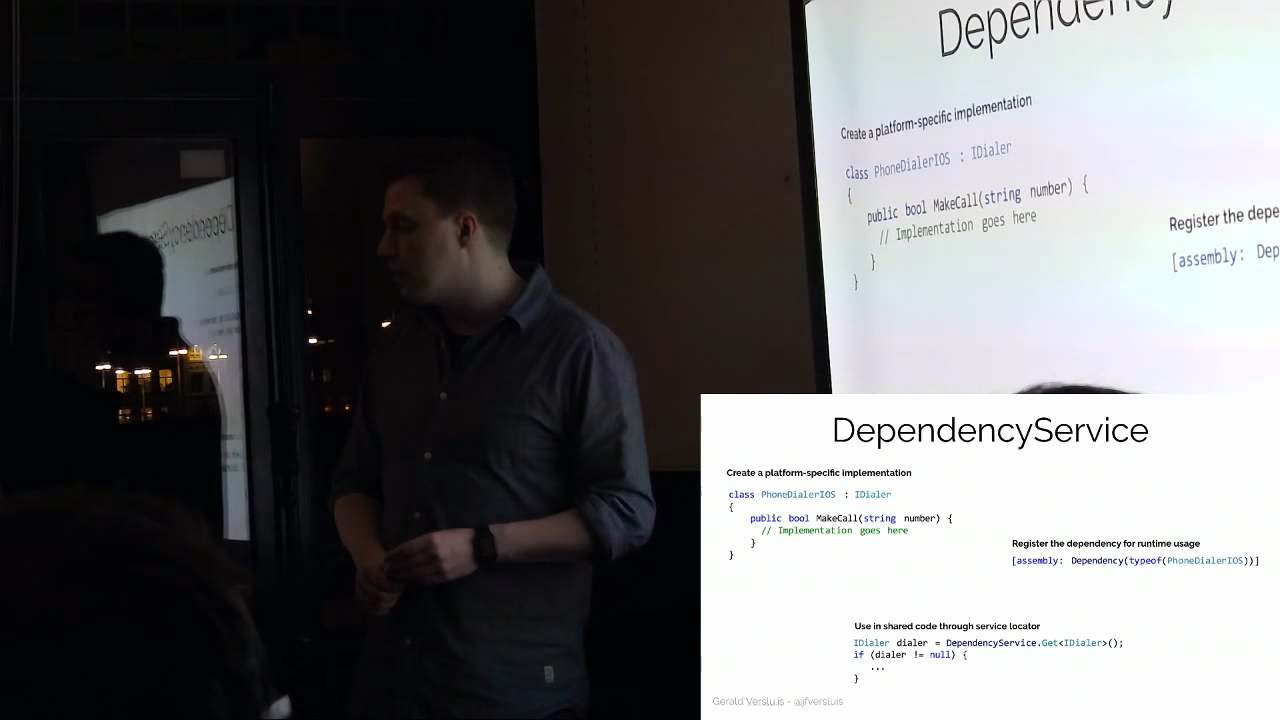 Dependency
Create a platform-specific implementation
class PhoneDialerIOS : IDialer
{
public bool MakeCall(string number) {
// Implementation goes here
}
}
Register the depe
[assembly: Dep
DependencyService
Create a platform-specific implementation
class PhoneDialerIOS : IDialer
{
public bool MakeCall(string number) {
// Implementation goes here
}
}
Register the dependency for runtime usage
[assembly: Dependency(typeof(PhoneDialerIOS))]
Use in shared code through service locator
IDialer dialer = DependencyService.Get<IDialer>();
if (dialer != null) {
...
}
Gerald Versluis - @jfversluis